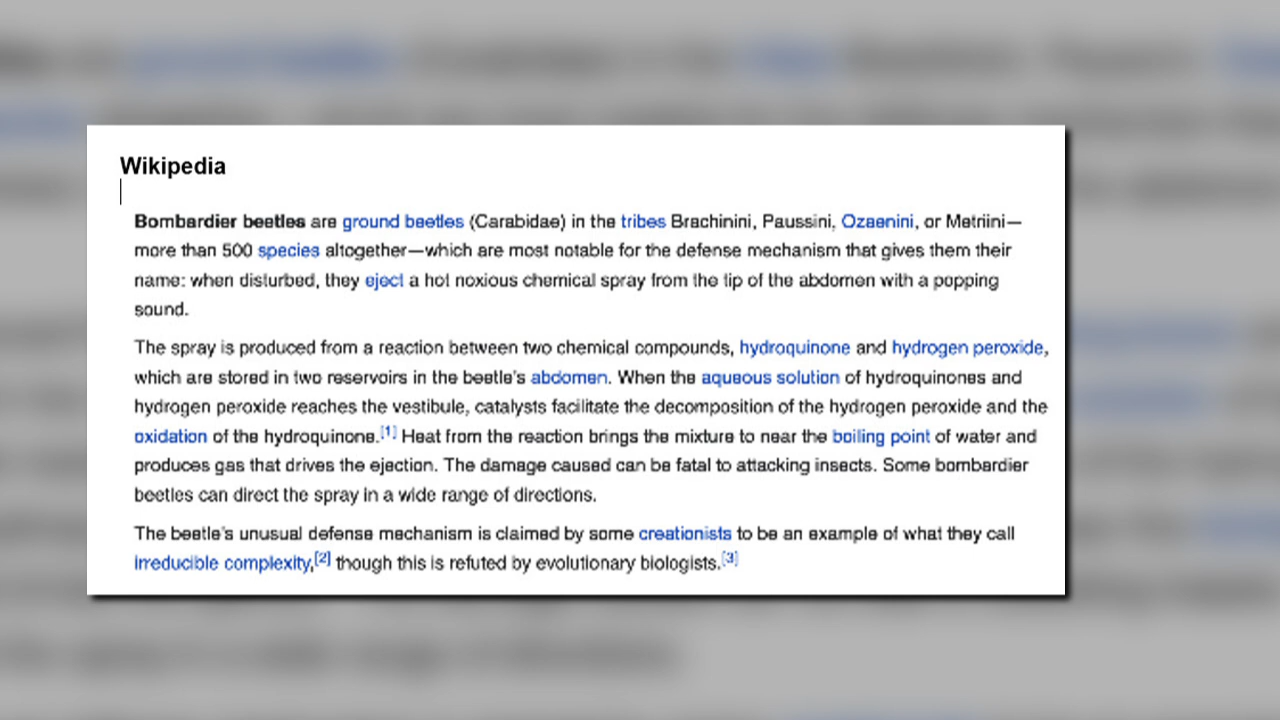 Wikipedia
Bombardier beetles are ground beetles (Carabidae) in the tribes Brachinini, Paussini, Ozaenini, or Metriini—
more than 500 species altogether—which are most notable for the defense mechanism that gives them their
name: when disturbed, they eject a hot noxious chemical spray from the tip of the abdomen with a popping
sound.
The spray is produced from a reaction between two chemical compounds, hydroquinone and hydrogen peroxide,
which are stored in two reservoirs in the beetle's abdomen. When the aqueous solution of hydroquinones and
hydrogen peroxide reaches the vestibule, catalysts facilitate the decomposition of the hydrogen peroxide and the
oxidation of the hydroquinone.[1] Heat from the reaction brings the mixture to near the boiling point of water and
produces gas that drives the ejection. The damage caused can be fatal to attacking insects. Some bombardier
beetles can direct the spray in a wide range of directions.
The beetle's unusual defense mechanism is claimed by some creationists to be an example of what they call
irreducible complexity,[2] though this is refuted by evolutionary biologists.[3]